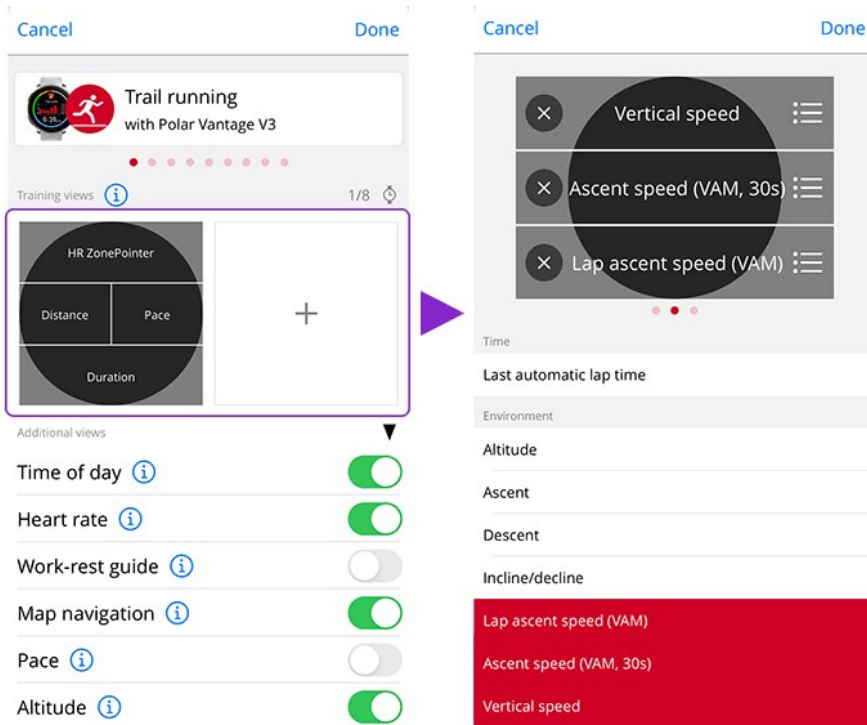 Cancel
Done
Trail running
with Polar Vantage V3
Training views
1/8
HR ZonePointer
Distance
Pace
Duration
+
Additional views
Time of day
Heart rate
Work-rest guide
Map navigation
Pace
Altitude
Cancel
Done
Vertical speed
Ascent speed (VAM, 30s)
Lap ascent speed (VAM)
Time
Last automatic lap time
Environment
Altitude
Ascent
Descent
Incline/decline
Lap ascent speed (VAM)
Ascent speed (VAM, 30s)
Vertical speed